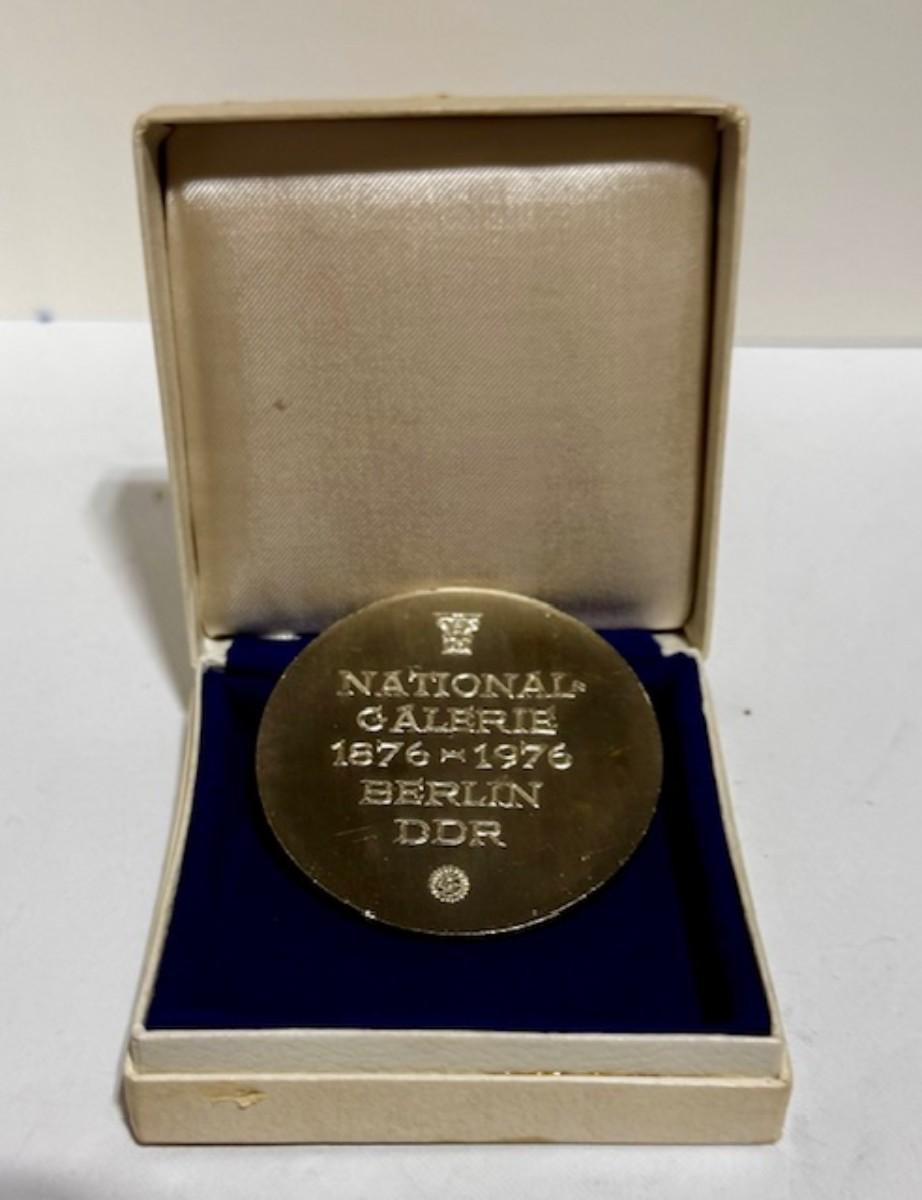 NATIONAL-
GALERIE
1876-1976
BERLIN
DDR